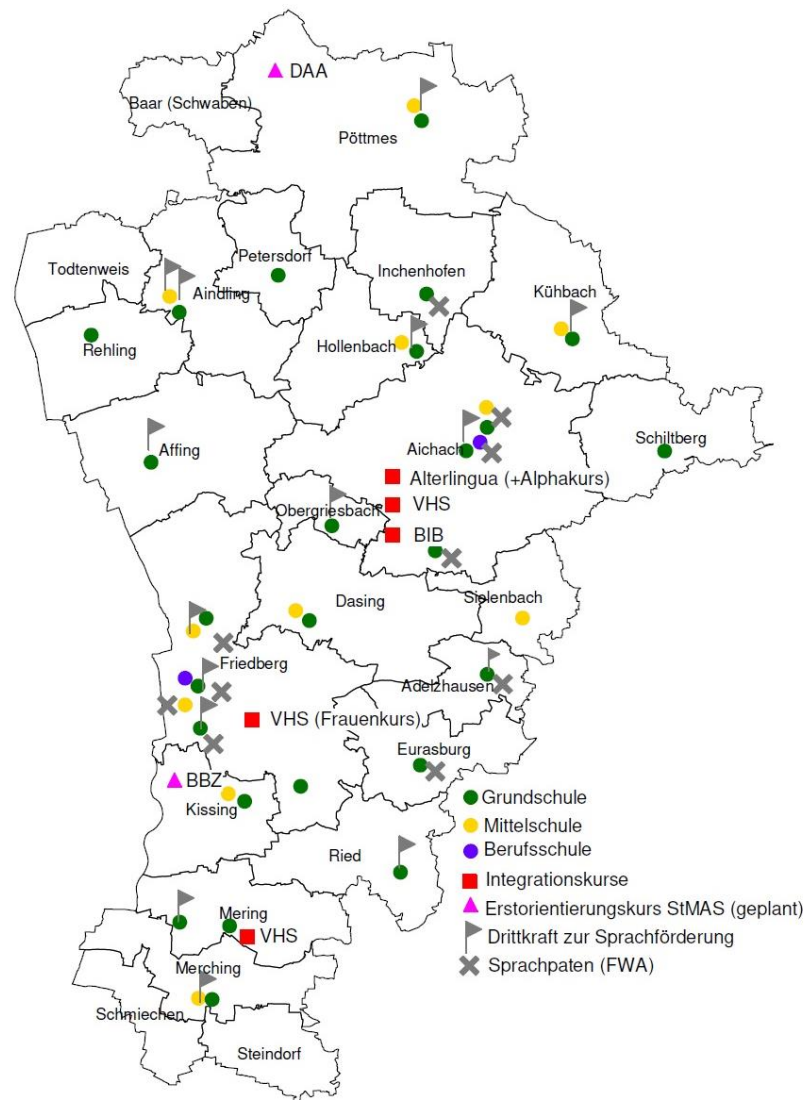 DAA
Baar (Schwaben)
Pöttmes
Petersdorf
Todtenweis
Inchenhofen
Aindling
Kühbach
Hollenbach
Rehling
Aichach
Schiltberg
Affing
Alterlingua (+Alphakurs)
Obergriesbach
VHS
BIB
Dasing
Sielenbach
Friedberg
Adelzhausen
VHS (Frauenkurs)
Eurasburg
BBZ
Kissing
Grundschule
Mittelschule
Berufsschule
Ried
Integrationskurse
Erstorientierungskurs StMAS (geplant)
Mering
VHS
Drittkraft zur Sprachförderung
Sprachpaten (FWA)
Merching
Schmiechen
Steindorf